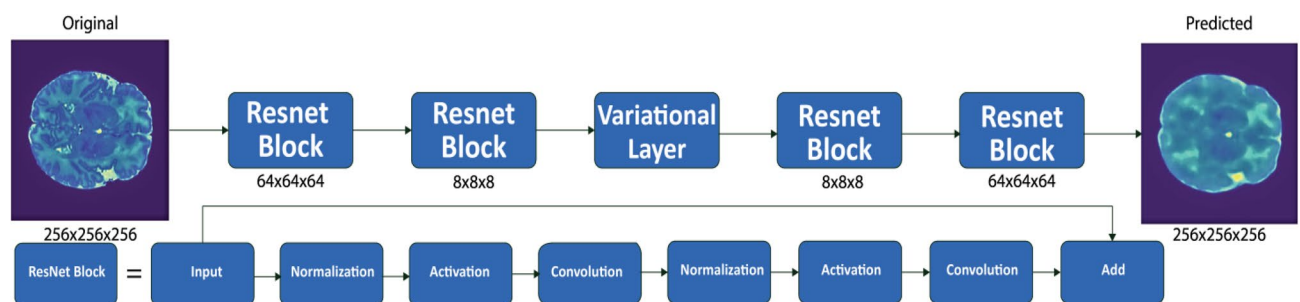 Original
Predicted
Resnet
Block
Resnet
Block
Variational
Layer
Resnet
Block
Resnet
Block
64x64x64
8x8x8
8x8x8
64x64x64
256x256x256
256x256x256
ResNet Block
=
Input
Normalization
Activation
Convolution
Normalization
Activation
Convolution
Add